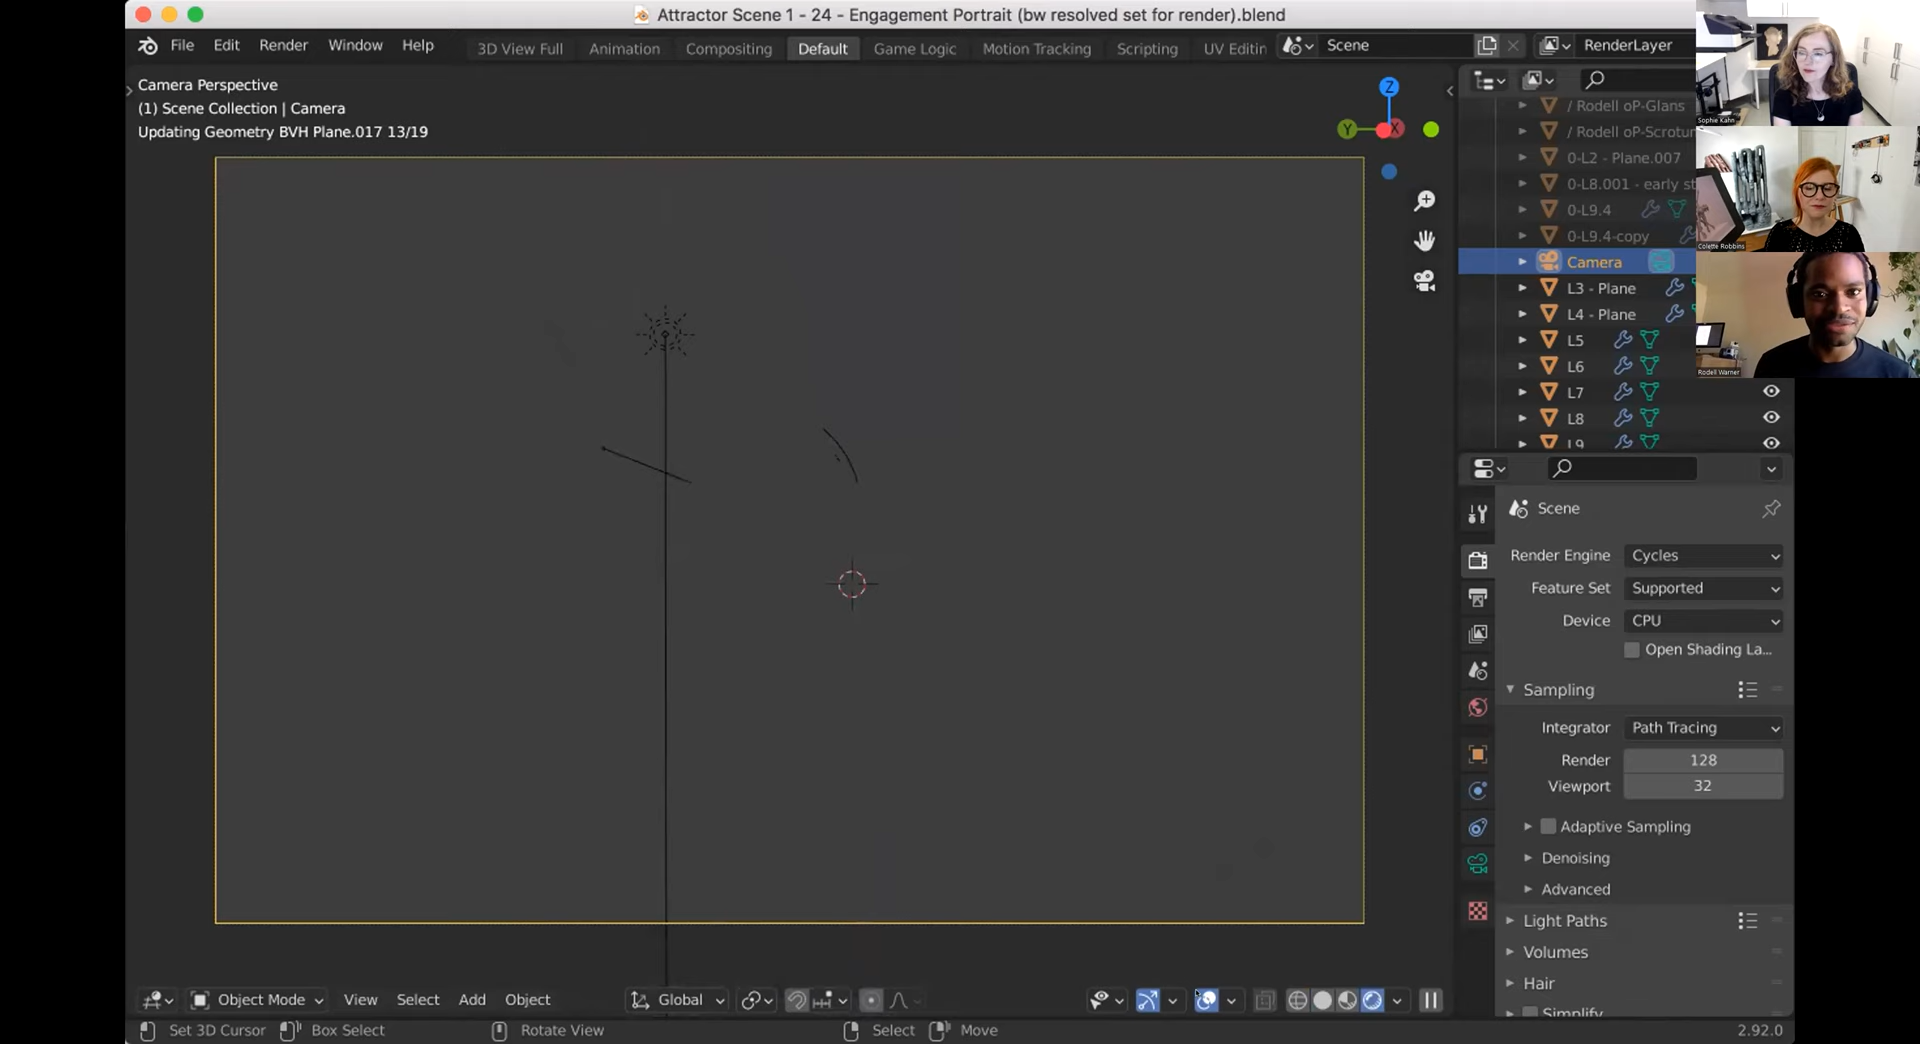 Attractor Scene 1 - 24 - Engagement Portrait (bw resolved set for render).blend
File Edit Render Window Help 3D View Full Animation Compositing Default Game Logic Motion Tracking Scripting UV Editin Scene RenderLayer
Camera Perspective
(1) Scene Collection | Camera
Updating Geometry BVH Plane.017 13/19
Z
Y X
/ Rodell oP-Glans
/ Rodell oP-Scrotur
0-L2 - Plane.007
0-L8.001 - early st
0-L9.4
0-L9.4-copy
Camera
L3 - Plane
L4 - Plane
L5
L6
L7
L8
L9
Sophie Kahn
Colette Robbins
Rodell Warner
Scene
Render Engine Cycles
Feature Set Supported
Device CPU
Open Shading La...
Sampling
Integrator Path Tracing
Render 128
Viewport 32
Adaptive Sampling
Denoising
Advanced
Light Paths
Volumes
Hair
Simplify
Object Mode View Select Add Object Global
Set 3D Cursor Box Select Rotate View Select Move 2.92.0